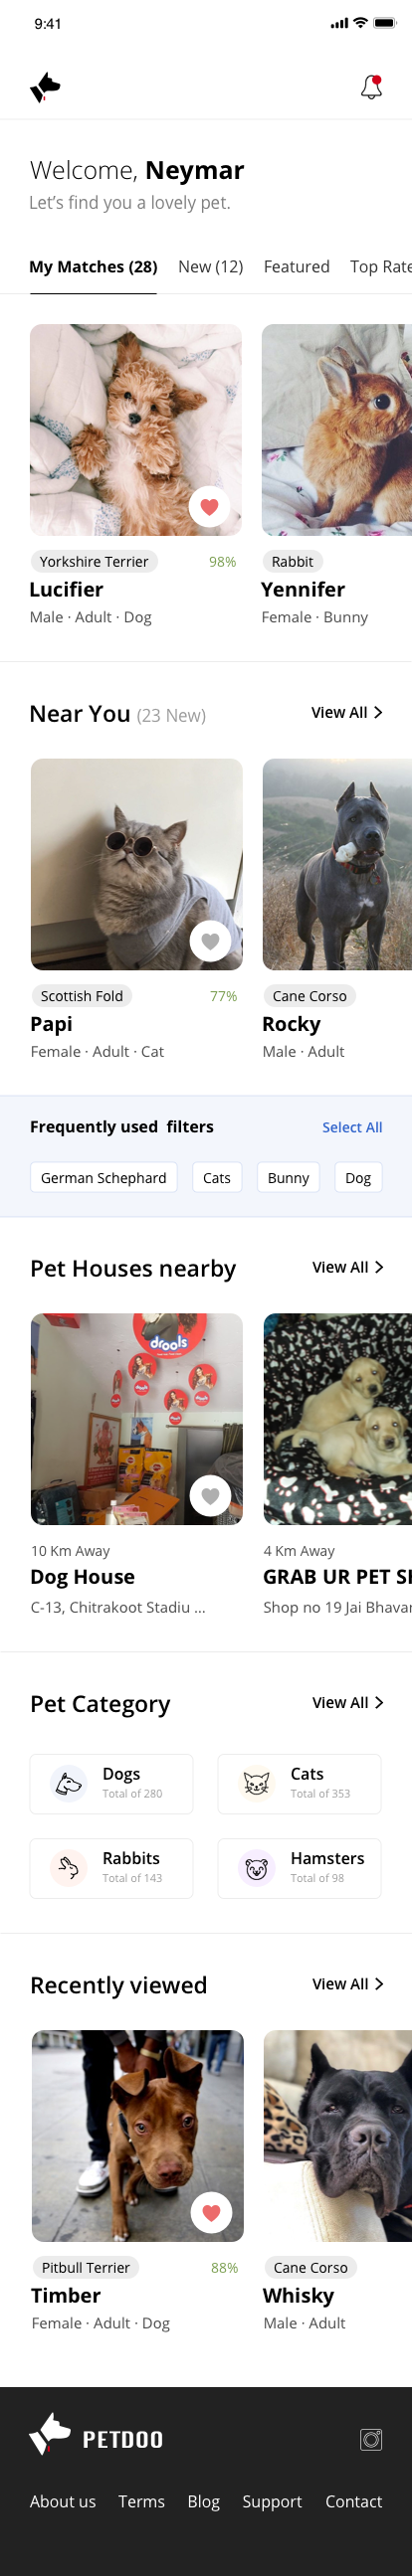 9:41
Welcome, Neymar
Let's find you a lovely pet.
My Matches (28) New (12) Featured Top Rate
Yorkshire Terrier 98% Rabbit
Lucifier Yennifer
Male · Adult · Dog Female · Bunny
Near You (23 New) View All
Scottish Fold 77% Cane Corso
Papi Rocky
Female · Adult · Cat Male · Adult
Frequently used filters Select All
German Schephard Cats Bunny Dog
Pet Houses nearby View All
drools
10 Km Away 4 Km Away
Dog House GRAB UR PET S
C-13, Chitrakoot Stadiu ... Shop no 19 Jai Bhava
Pet Category View All
Dogs Cats
Total of 280 Total of 353
Rabbits Hamsters
Total of 143 Total of 98
Recently viewed View All
Pitbull Terrier 88% Cane Corso
Timber Whisky
Female · Adult · Dog Male · Adult
PETDOO
About us Terms Blog Support Contact